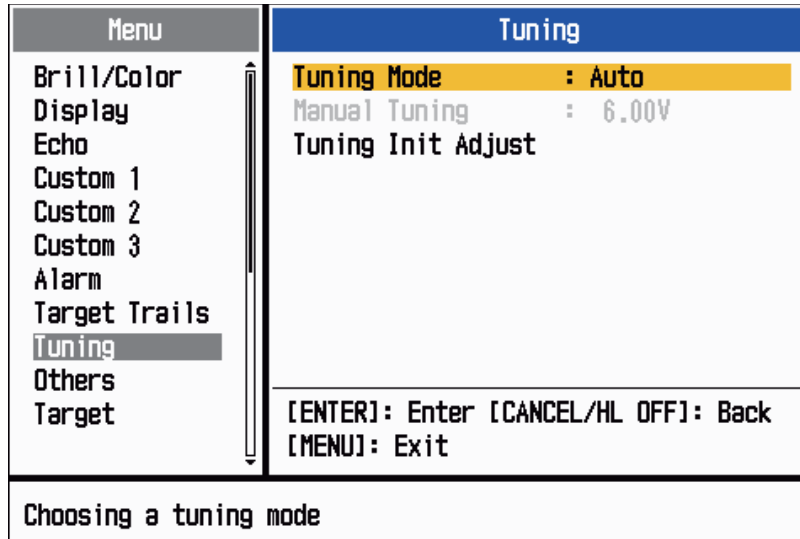 Menu
Brill/Color
Display
Echo
Custom 1
Custom 2
Custom 3
Alarm
Target Trails
Tuning
Others
Target
Tuning
Tuning Mode : Auto
Manual Tuning : 6.00V
Tuning Init Adjust
[ENTER]: Enter [CANCEL/HL OFF]: Back
[MENU]: Exit
Choosing a tuning mode